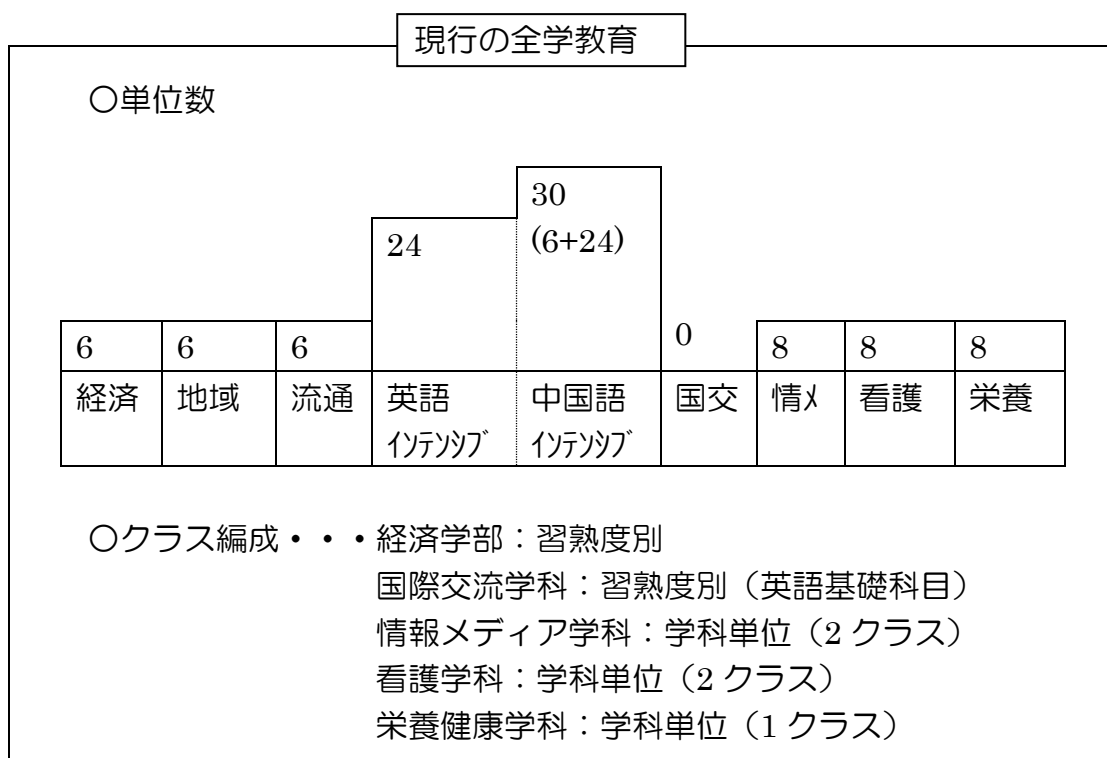 現行の全学教育
○単位数
30
24 (6+24)
6 6 6 0 8 8 8
経済 地域 流通 英語 中国語 国交 情ﾒ 看護 栄養
ｲﾝﾃﾝｼﾌﾞ ｲﾝﾃﾝｼﾌﾞ
○クラス編成・・・経済学部：習熟度別
国際交流学科：習熟度別（英語基礎科目）
情報メディア学科：学科単位（2 クラス）
看護学科：学科単位（2 クラス）
栄養健康学科：学科単位（1 クラス）